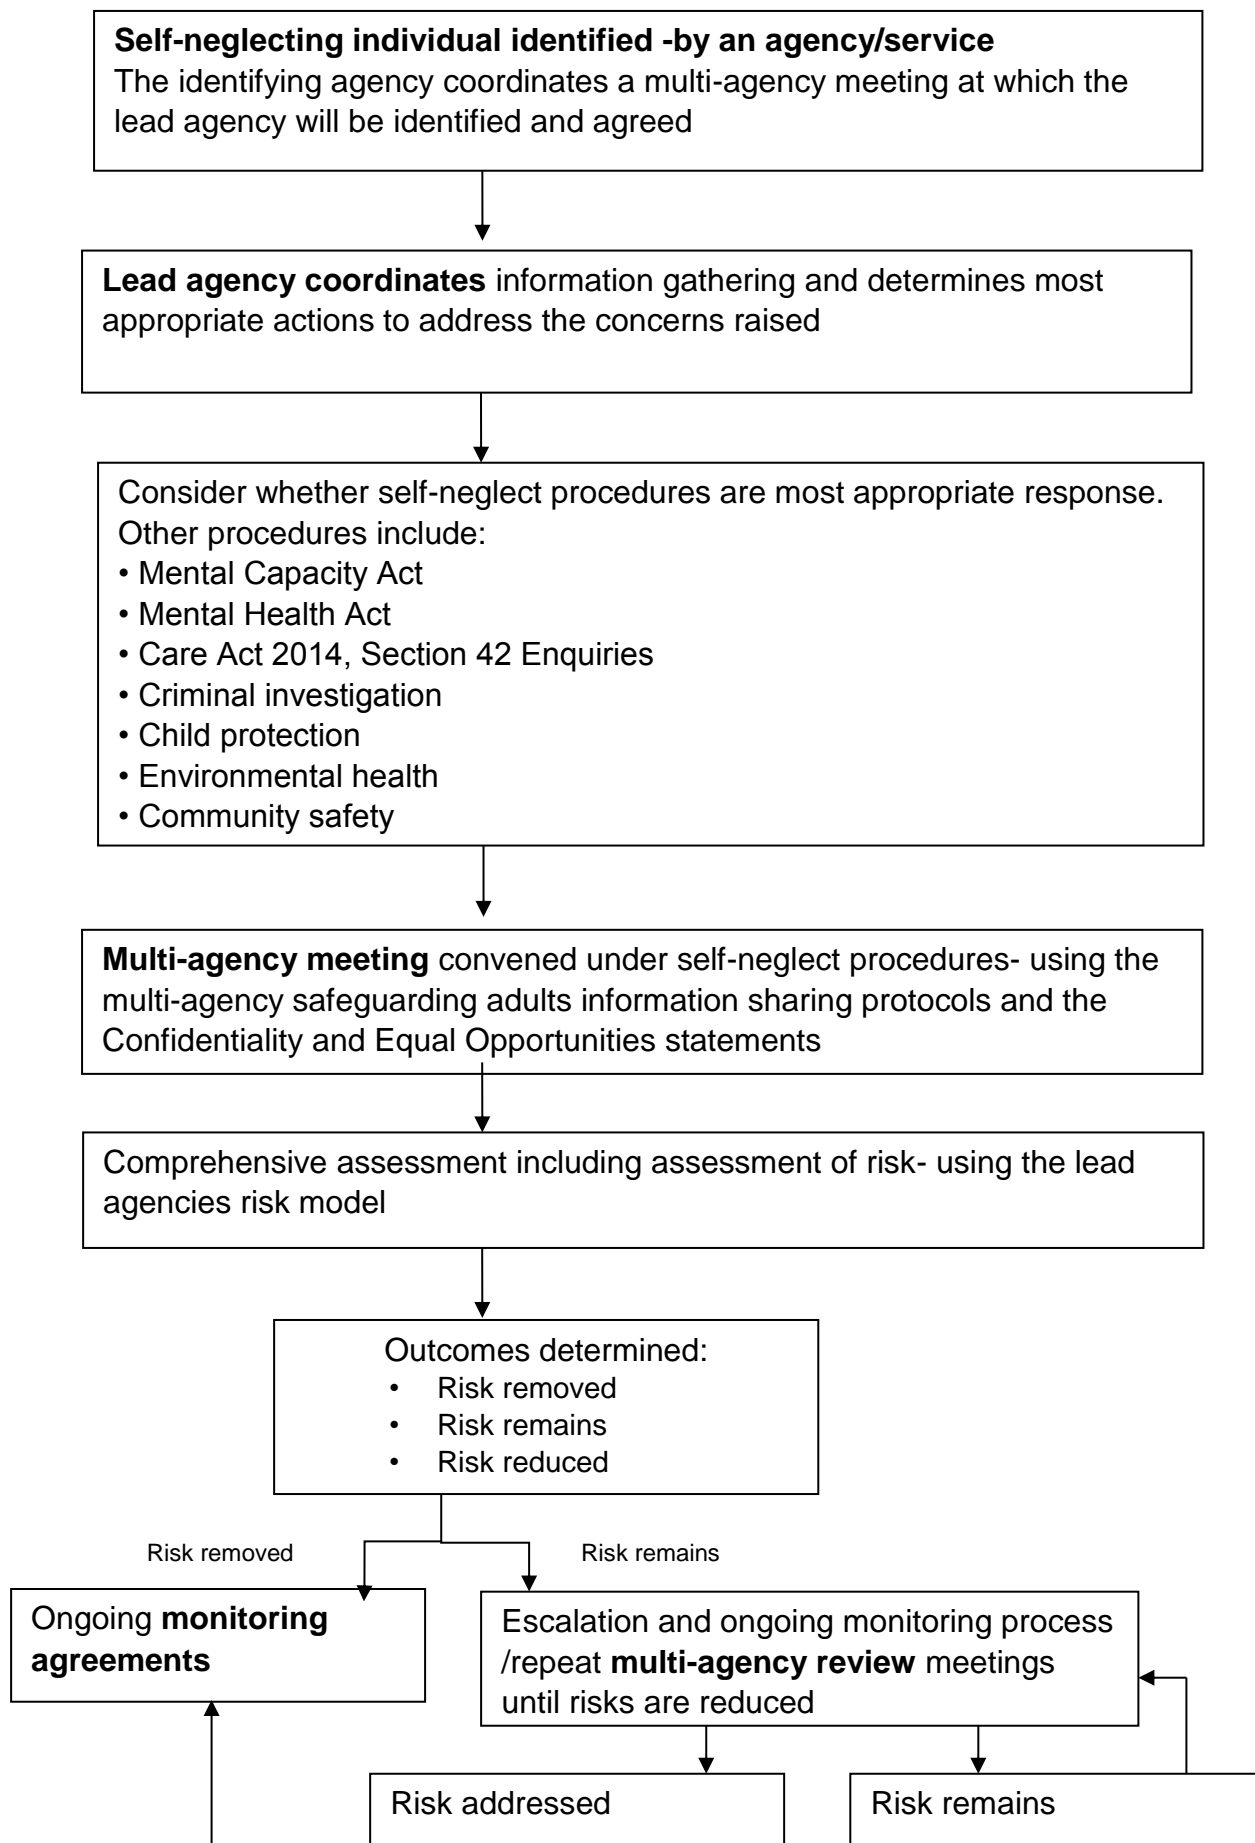 Self-neglecting individual identified -by an agency/service
The identifying agency coordinates a multi-agency meeting at which the
lead agency will be identified and agreed
Lead agency coordinates information gathering and determines most
appropriate actions to address the concerns raised
Consider whether self-neglect procedures are most appropriate response.
Other procedures include:
• Mental Capacity Act
• Mental Health Act
• Care Act 2014, Section 42 Enquiries
• Criminal investigation
• Child protection
• Environmental health
• Community safety
Multi-agency meeting convened under self-neglect procedures- using the
multi-agency safeguarding adults information sharing protocols and the
Confidentiality and Equal Opportunities statements
Comprehensive assessment including assessment of risk- using the lead
agencies risk model
Outcomes determined:
• Risk removed
• Risk remains
• Risk reduced
Risk removed
Risk remains
Ongoing monitoring
agreements
Escalation and ongoing monitoring process
/repeat multi-agency review meetings
until risks are reduced
Risk addressed
Risk remains